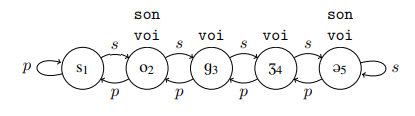 son son
voi voi voi voi
s s s s
p s₁ o₂ g₃ ʒ₄ ə₅ s
p p p p